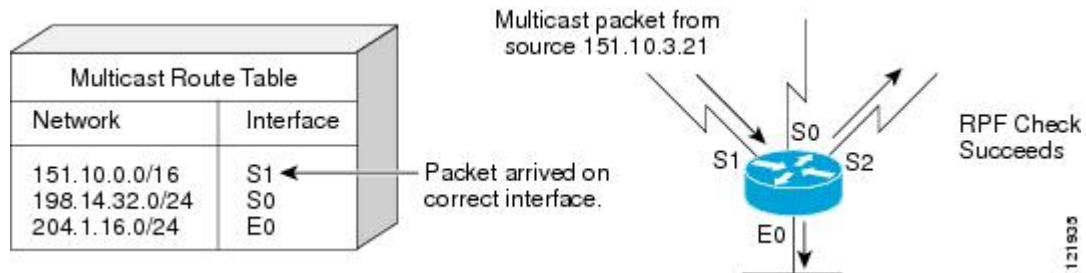 Multicast Route Table
Network Interface
151.10.0.0/16 S1
198.14.32.0/24 S0
204.1.16.0/24 E0
Packet arrived on
correct interface.
Multicast packet from
source 151.10.3.21
S0
S1
S2
E0
RPF Check
Succeeds
121935